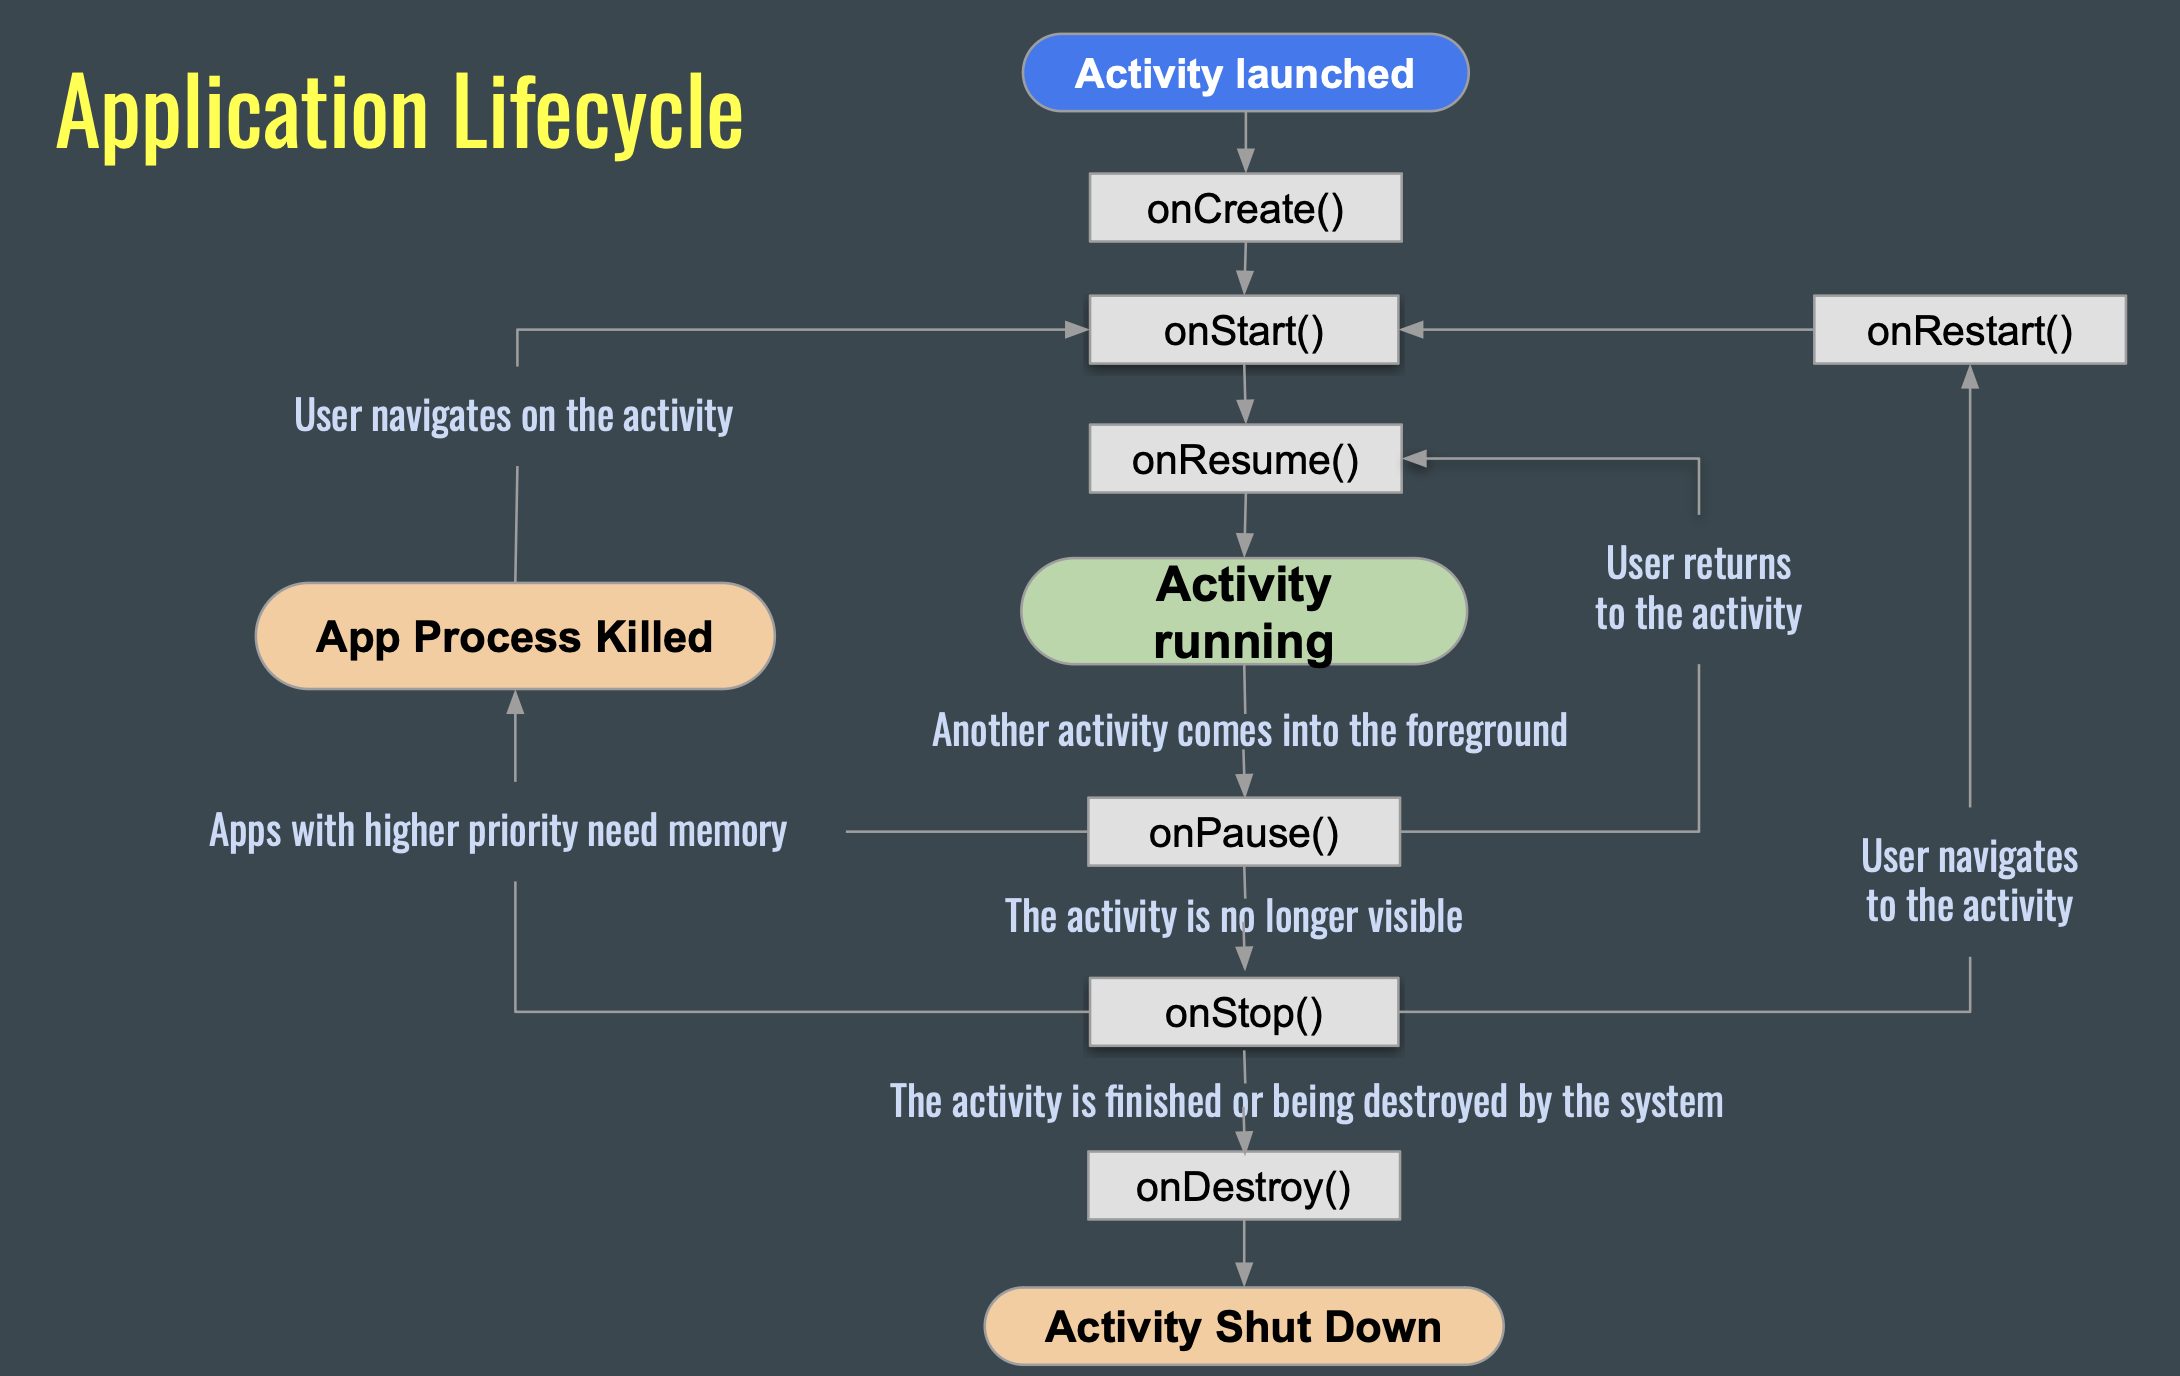 Application Lifecycle
Activity launched
onCreate()
onStart()
onRestart()
User navigates on the activity
onResume()
Activity
running
User returns
to the activity
App Process Killed
Another activity comes into the foreground
Apps with higher priority need memory
onPause()
User navigates
to the activity
The activity is no longer visible
onStop()
The activity is finished or being destroyed by the system
onDestroy()
Activity Shut Down